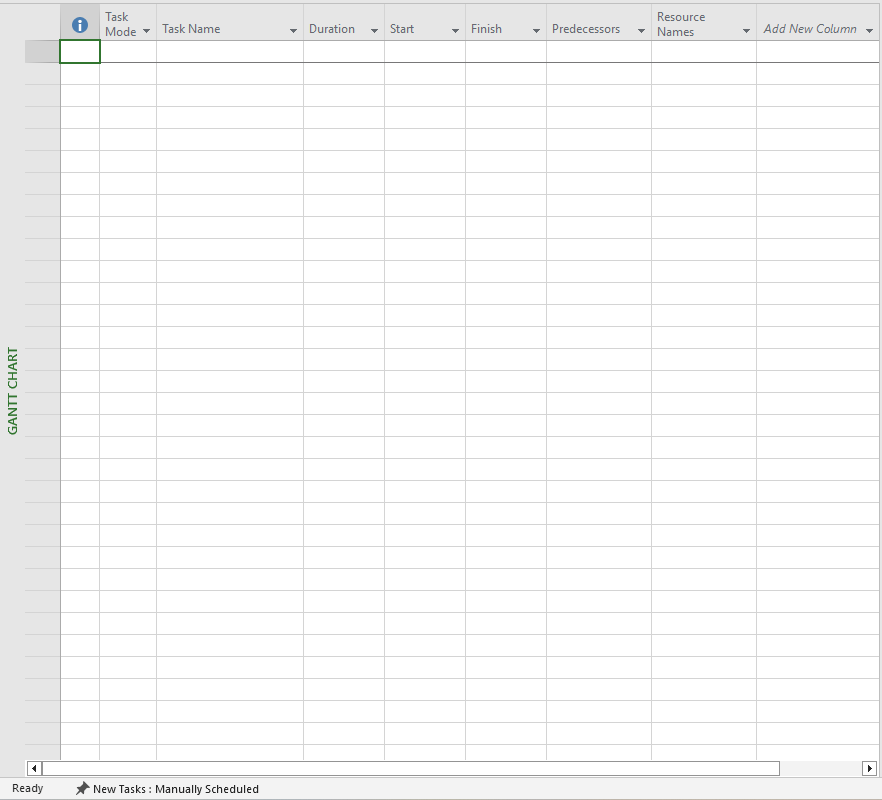 Task
Mode
Task Name
Duration
Start
Finish
Predecessors
Resource
Names
Add New Column
GANTT CHART
Ready
New Tasks : Manually Scheduled